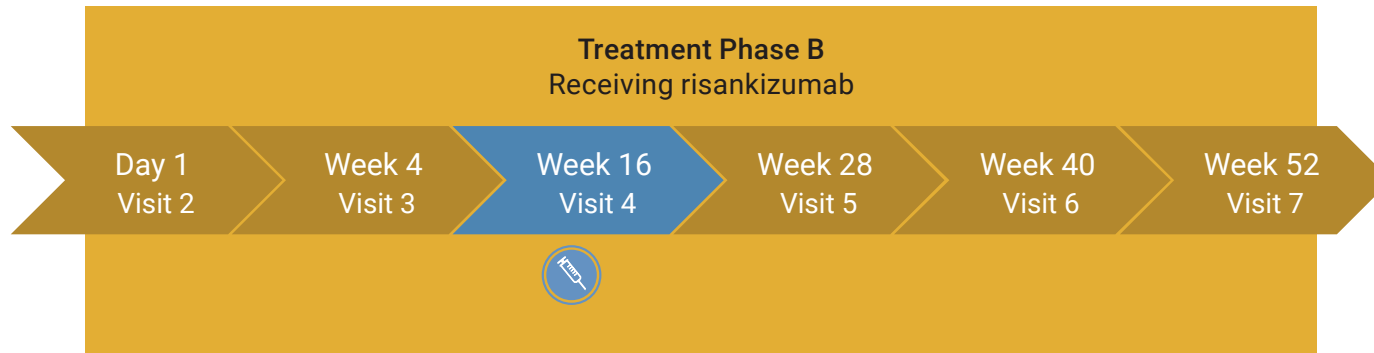 Treatment Phase B
Receiving risankizumab
Day 1
Visit 2
Week 4
Visit 3
Week 16
Visit 4
Week 28
Visit 5
Week 40
Visit 6
Week 52
Visit 7